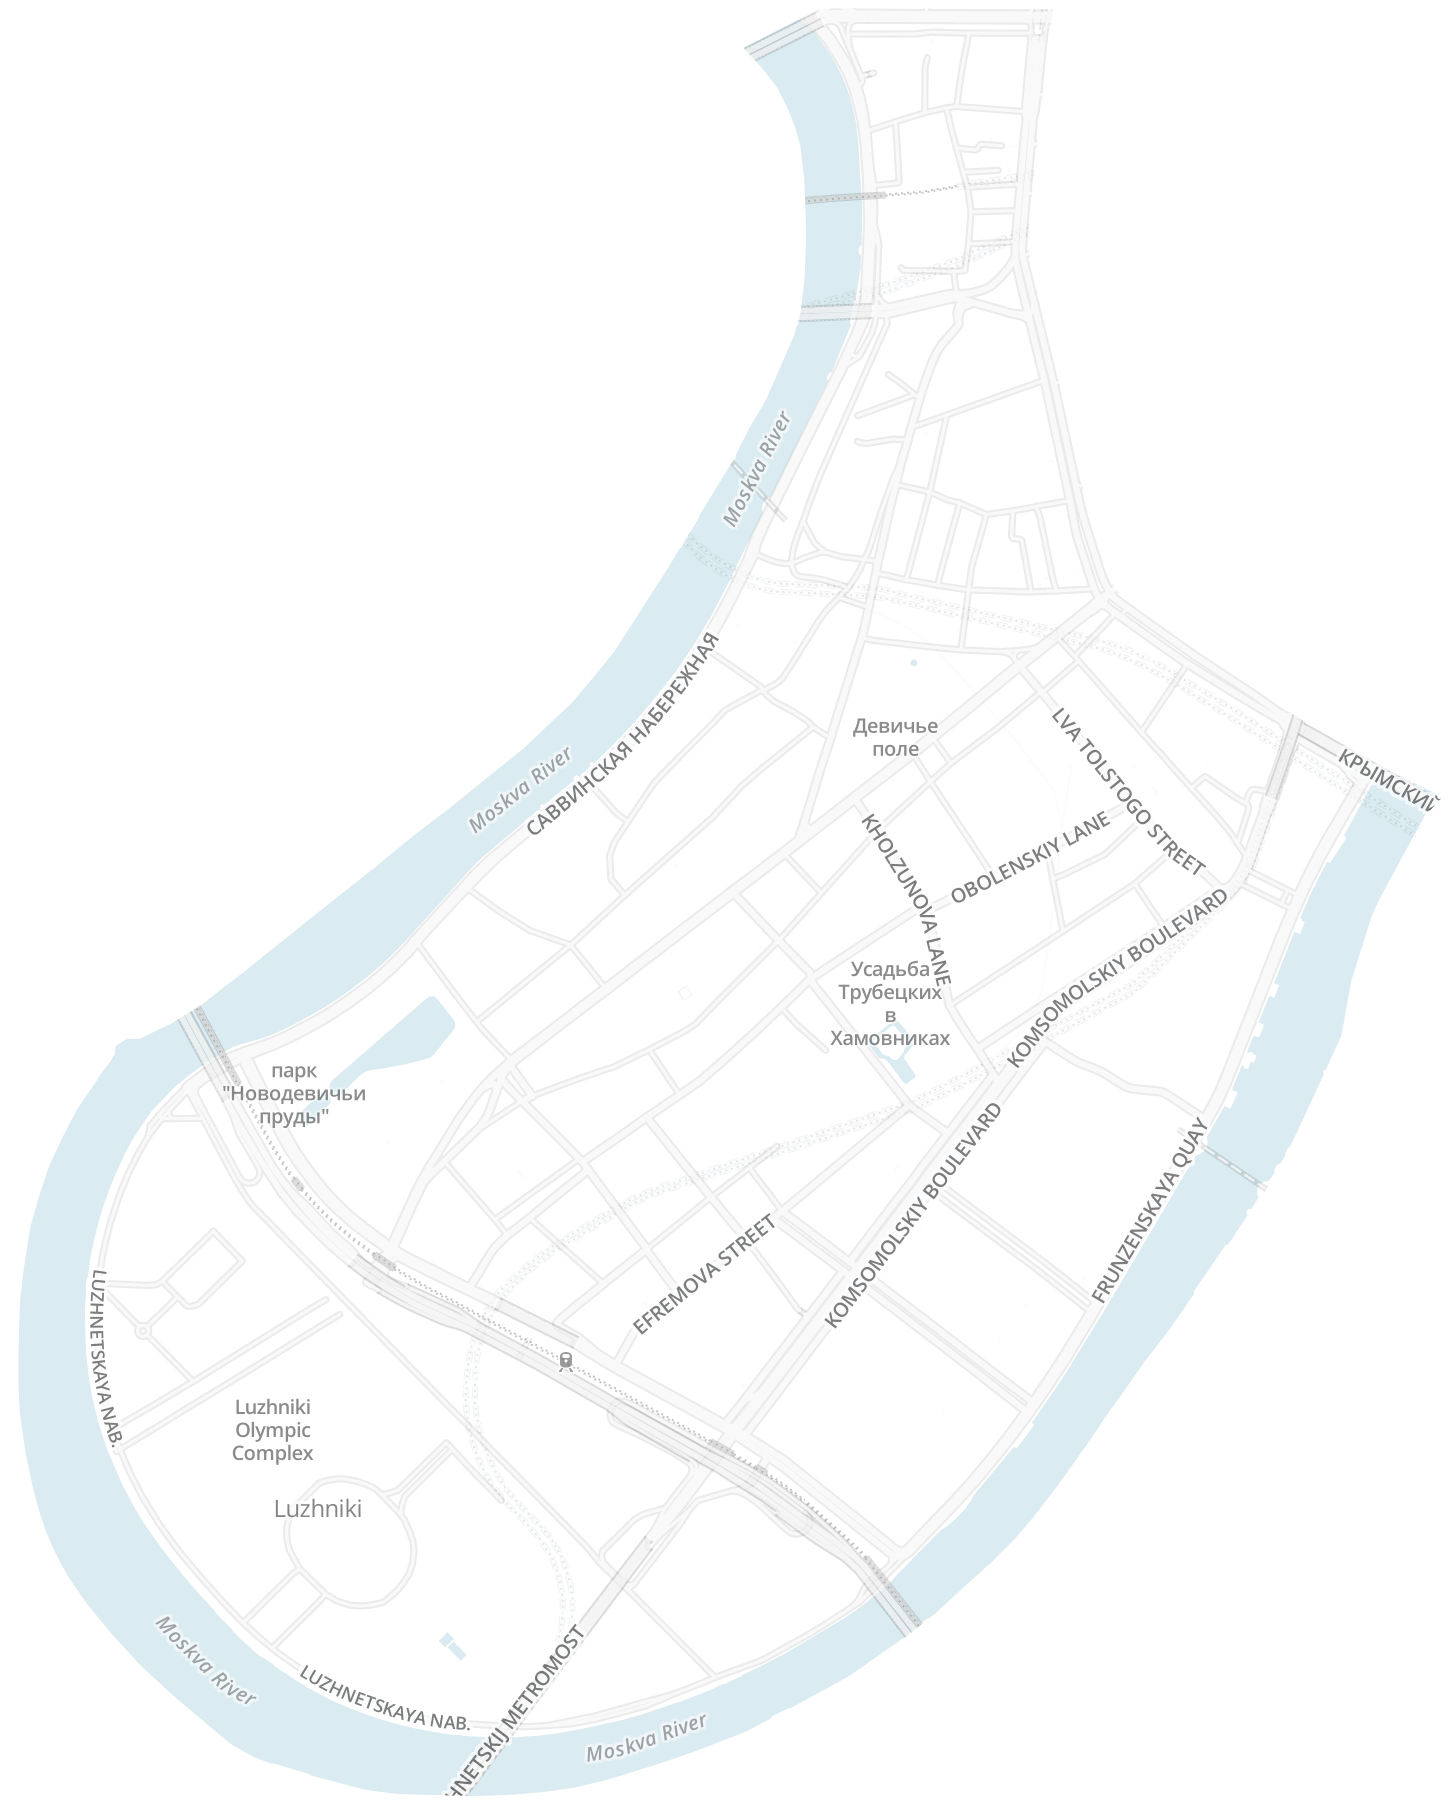 Moskva River
САВВИНСКАЯ НАБЕРЕЖНАЯ
Moskva River
Девичье
поле
LVA TOLSTOGO STREET
КРЫМСКИЙ
KHOLZUNOVA LANE
OBOLENSKIY LANE
KOMSOMOLSKIY BOULEVARD
Усадьба
Трубецких
в
Хамовниках
парк
"Новодевичьи
пруды"
KOMSOMOLSKIY BOULEVARD
FRUNZENSKAYA QUAY
EFREMOVA STREET
LUZHNETSKAYA NAB.
Luzhniki
Olympic
Complex
Luzhniki
Moskva River
LUZHNETSKAYA NAB.
HNETSKIJ METROMOST
Moskva River